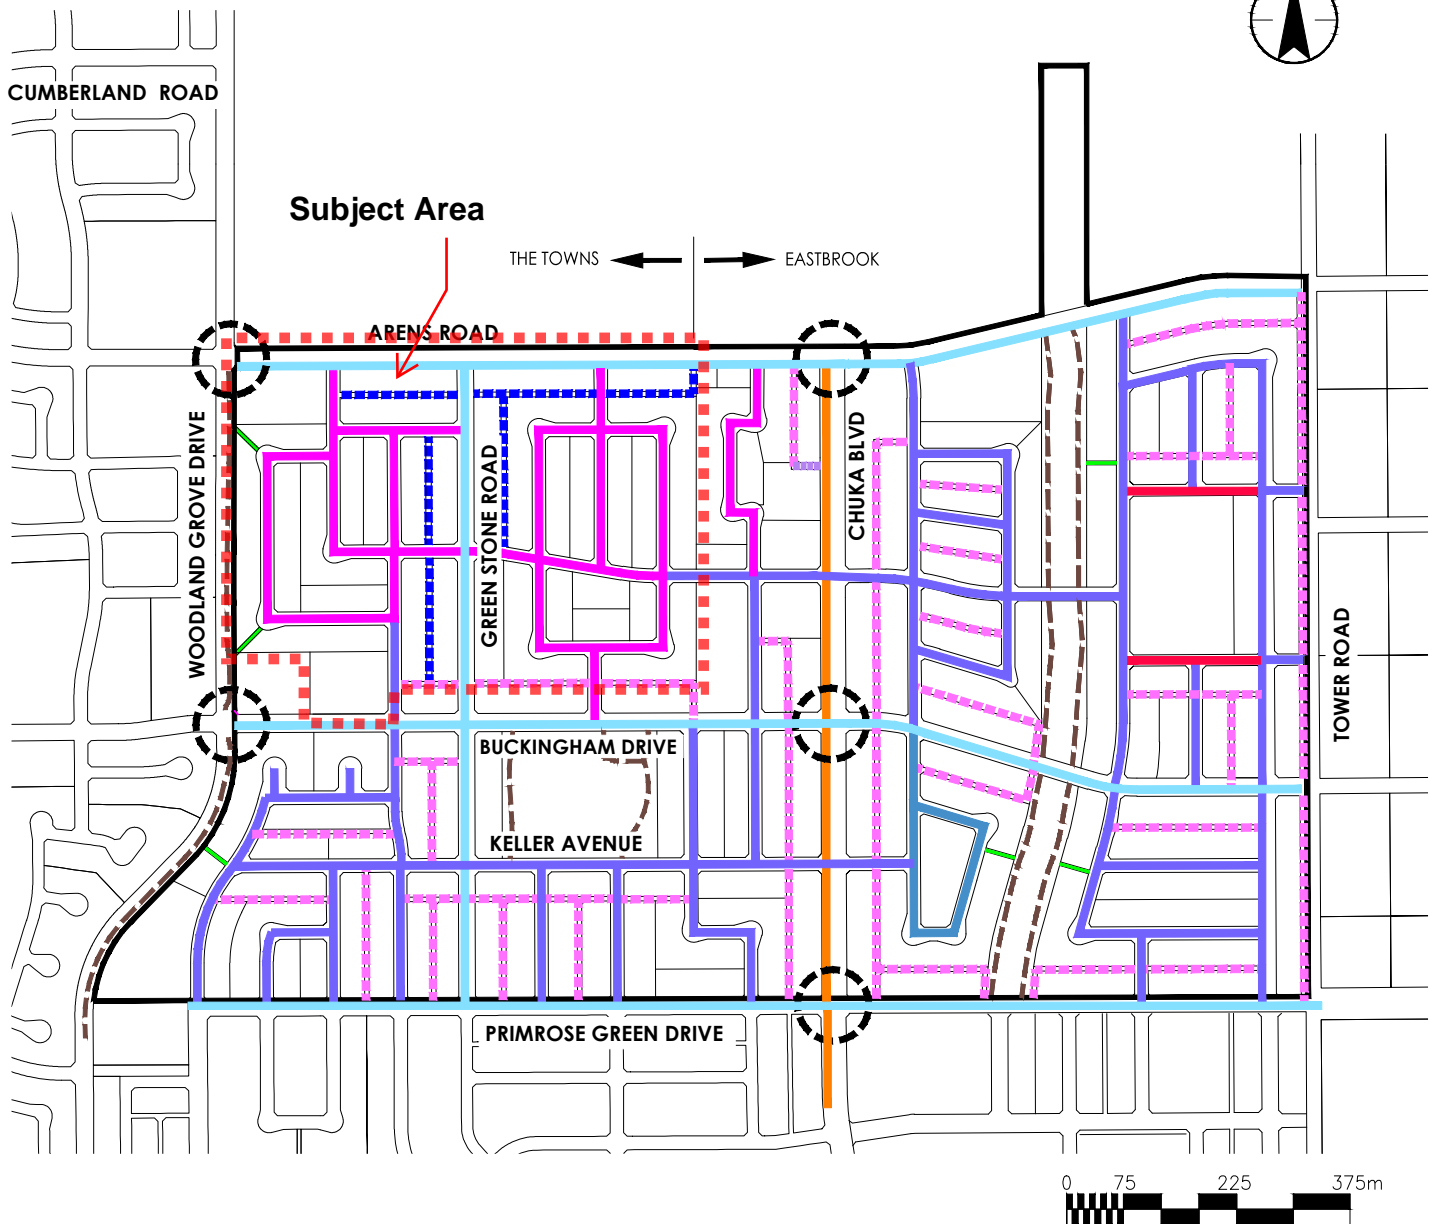 CUMBERLAND ROAD
Subject Area
THE TOWNS
EASTBROOK
ARENS ROAD
WOODLAND GROVE DRIVE
GREEN STONE ROAD
CHUKA BLVD
TOWER ROAD
BUCKINGHAM DRIVE
KELLER AVENUE
PRIMROSE GREEN DRIVE
0 75 225 375m